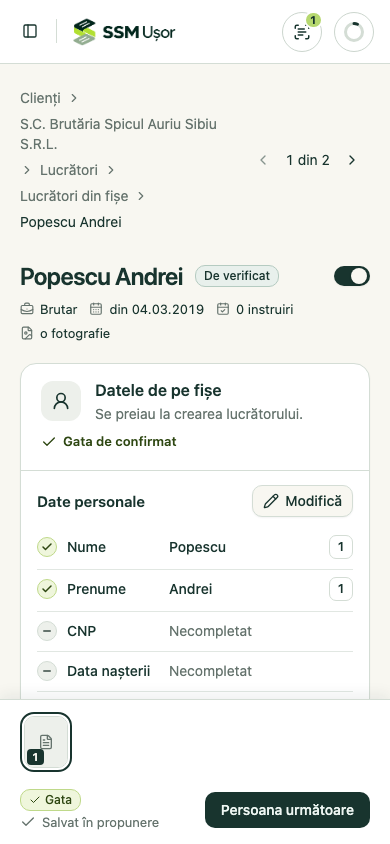 SSM Ușor
1
Clienți
S.C. Brutăria Spicul Auriu Sibiu
S.R.L.
Lucrători
1 din 2
Lucrători din fișe
Popescu Andrei
Popescu Andrei
De verificat
Brutar
din 04.03.2019
0 instruiri
o fotografie
Datele de pe fișe
Se preiau la crearea lucrătorului.
Gata de confirmat
Date personale
Modifică
Nume Popescu 1
Prenume Andrei 1
CNP Necompletat
Data nașterii Necompletat
1
Gata
Salvat în propunere
Persoana următoare